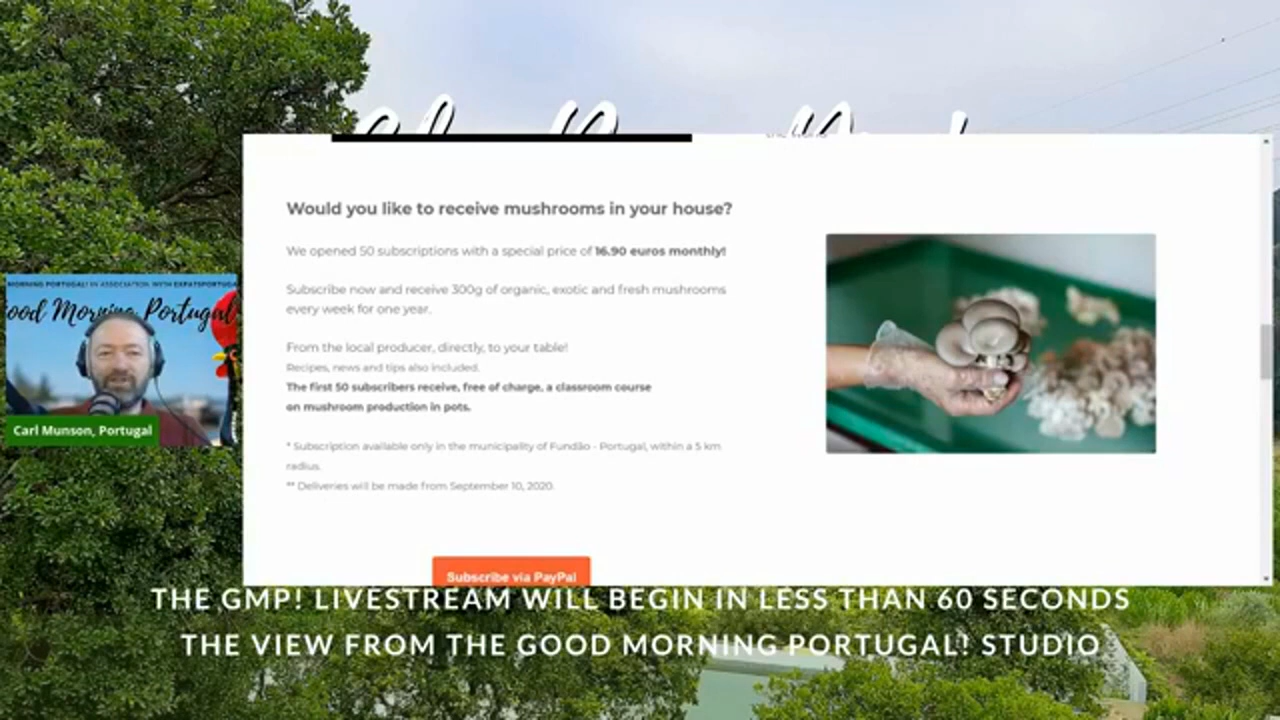 Would you like to receive mushrooms in your house?
We opened 50 subscriptions with a special price of 16.90 euros monthly!
Subscribe now and receive 300g of organic, exotic and fresh mushrooms
every week for one year.
From the local producer, directly, to your table!
Recipes, news and tips also included.
The first 50 subscribers receive, free of charge, a classroom course
on mushroom production in pots.
* Subscription available only in the municipality of Fundão - Portugal, within a 5 km
radius.
** Deliveries will be made from September 10, 2020.
Subscribe via PayPal
MORNING PORTUGAL! IN ASSOCIATION WITH EXPATSPORTUGA
ood Morning Portugal
Carl Munson, Portugal
THE GMP! LIVESTREAM WILL BEGIN IN LESS THAN 60 SECONDS
THE VIEW FROM THE GOOD MORNING PORTUGAL! STUDIO